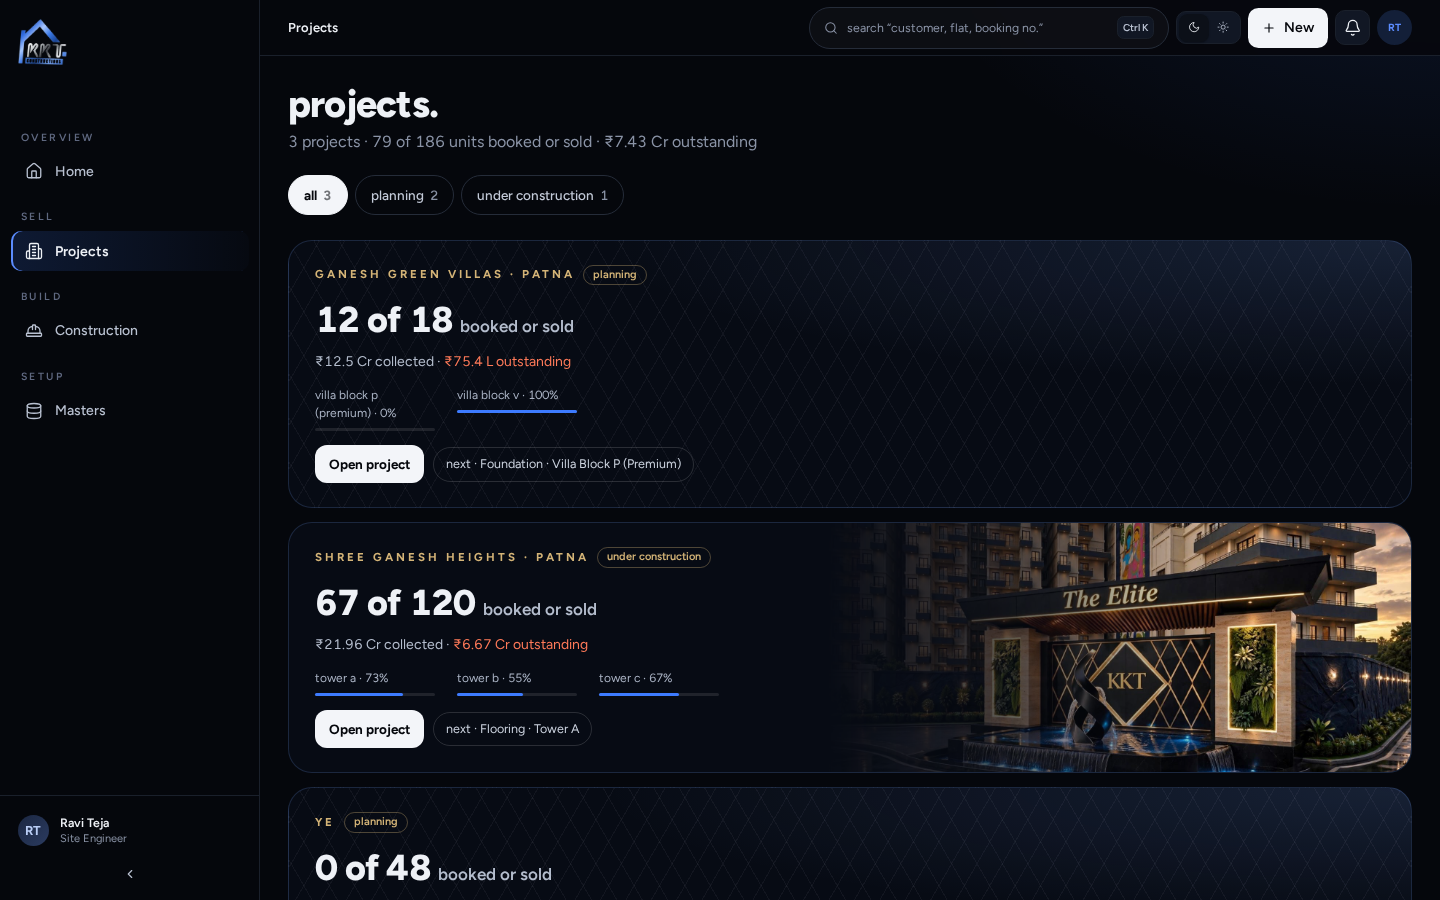 KKT
Projects
search “customer, flat, booking no.”
Ctrl K
New
RT
OVERVIEW
Home
SELL
Projects
BUILD
Construction
SETUP
Masters
projects.
3 projects · 79 of 186 units booked or sold · ₹7.43 Cr outstanding
all 3
planning 2
under construction 1
GANESH GREEN VILLAS · PATNA planning
12 of 18 booked or sold
₹12.5 Cr collected · ₹75.4 L outstanding
villa block p
(premium) · 0%
villa block v · 100%
Open project
next · Foundation · Villa Block P (Premium)
SHREE GANESH HEIGHTS · PATNA under construction
67 of 120 booked or sold
₹21.96 Cr collected · ₹6.67 Cr outstanding
tower a · 73%
tower b · 55%
tower c · 67%
Open project
next · Flooring · Tower A
The Elite
KKT
YE planning
0 of 48 booked or sold
RT
Ravi Teja
Site Engineer